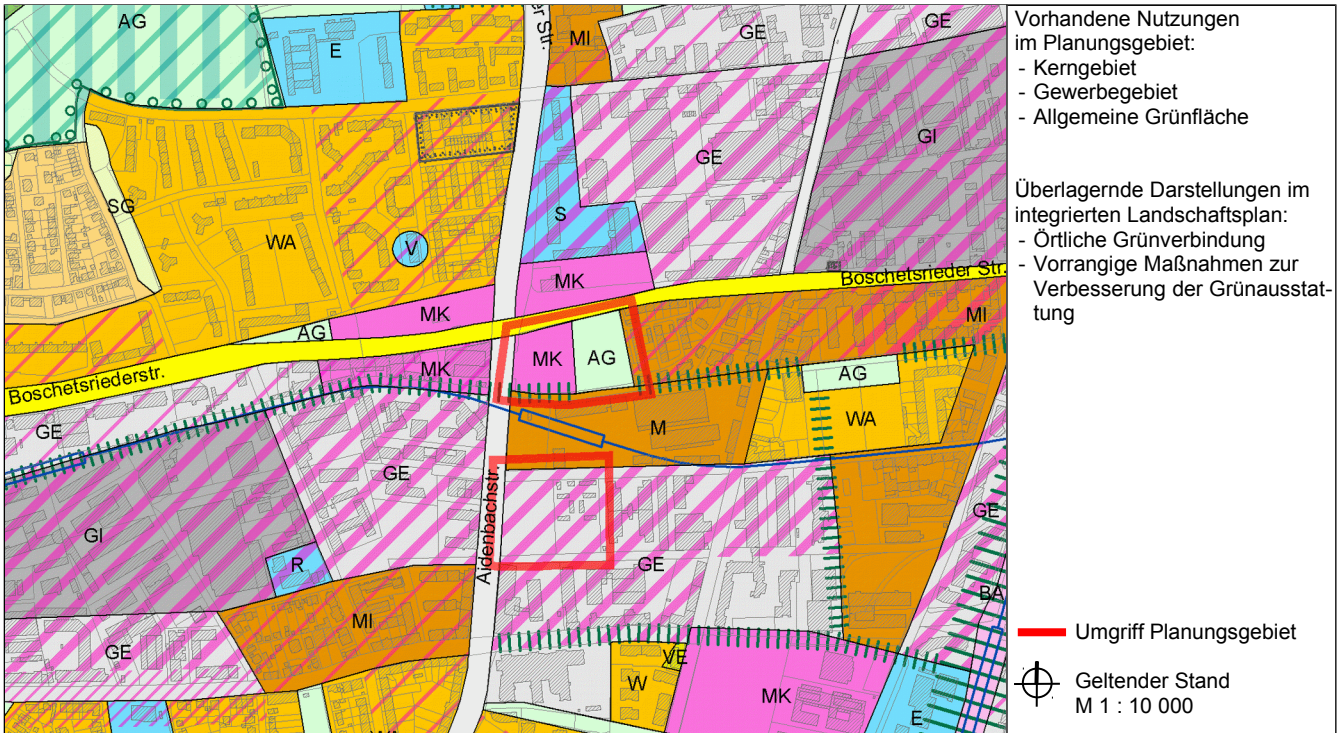 AG
E
er Str.
MI
GE
GE
GI
GE
SG
WA
V
S
MK
Boschetsrieder Str.
MK
AG
MI
Boschetsriederstr.
MK
MK
AG
AG
WA
M
GE
GE
GI
Aidenbachstr.
GE
R
GE
BA
MI
GE
VE
W
MK
E
Vorhandene Nutzungen
im Planungsgebiet:
- Kerngebiet
- Gewerbegebiet
- Allgemeine Grünfläche
Überlagernde Darstellungen im
integrierten Landschaftsplan:
- Örtliche Grünverbindung
- Vorrangige Maßnahmen zur
Verbesserung der Grünausstat-
tung
Umgriff Planungsgebiet
Geltender Stand
M 1 : 10 000